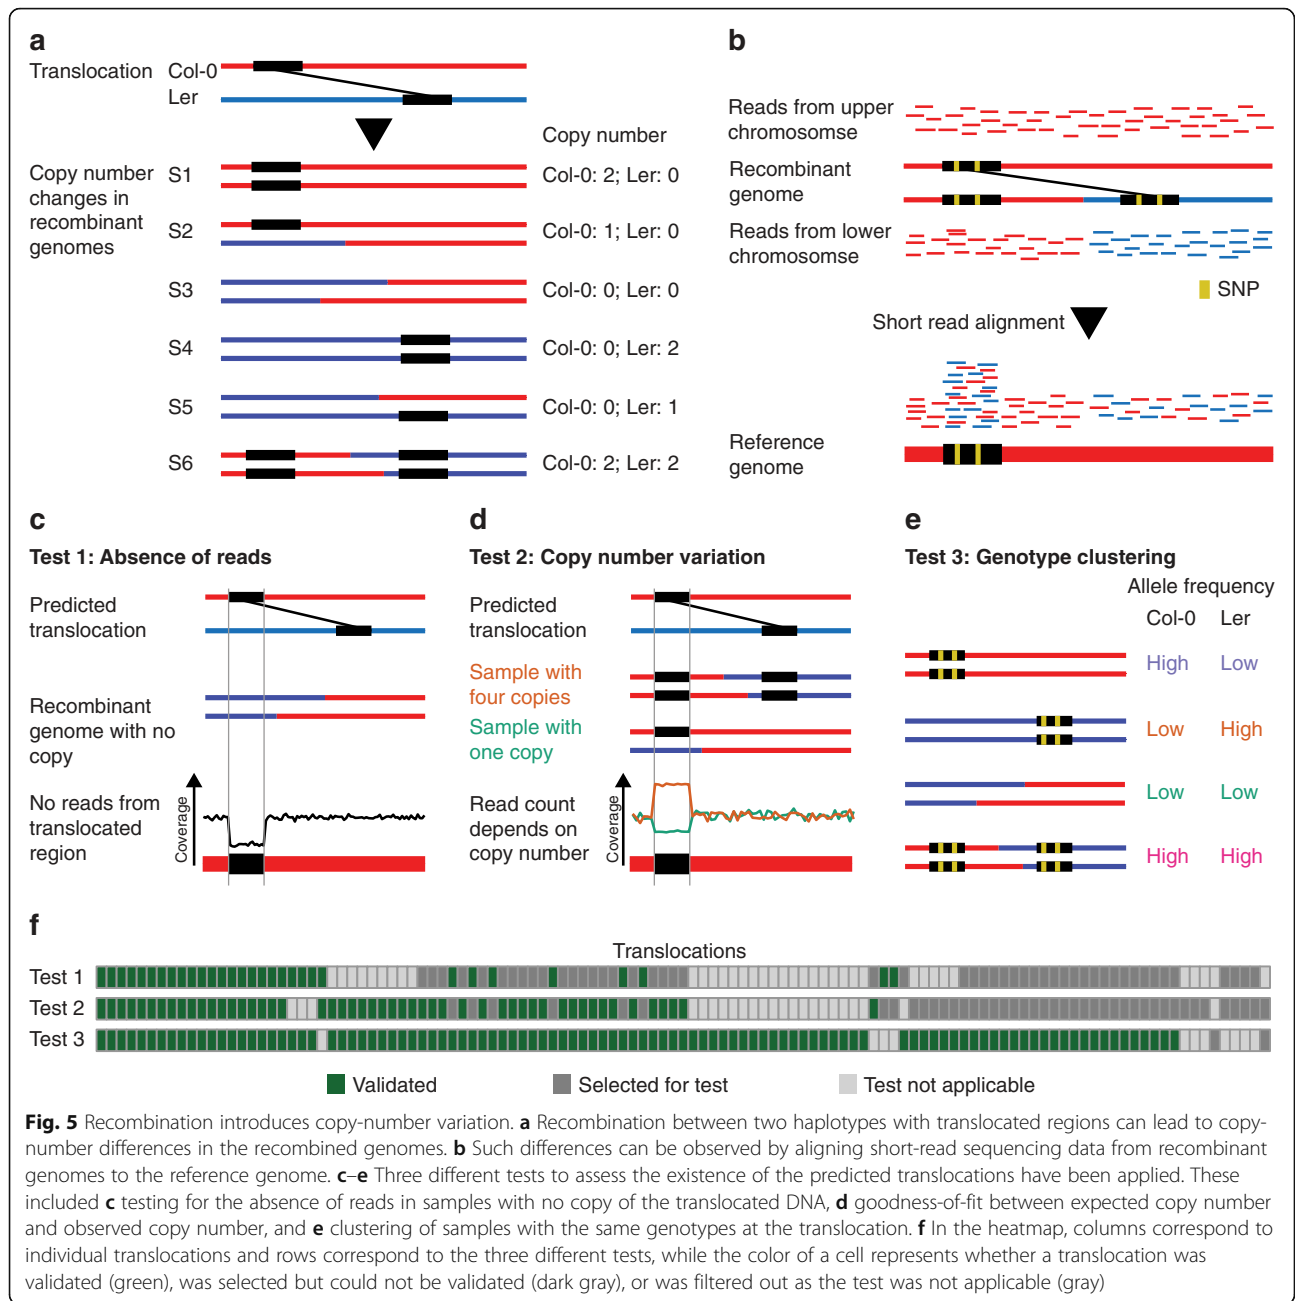 a
Translocation
Col-0
Ler
Copy number
Copy number
changes in
recombinant
genomes
S1
Col-0: 2; Ler: 0
S2
Col-0: 1; Ler: 0
S3
Col-0: 0; Ler: 0
S4
Col-0: 0; Ler: 2
S5
Col-0: 0; Ler: 1
S6
Col-0: 2; Ler: 2
b
Reads from upper
chromosomse
Recombinant
genome
Reads from lower
chromosomse
SNP
Short read alignment
Reference
genome
c
Test 1: Absence of reads
Predicted
translocation
Recombinant
genome with no
copy
No reads from
translocated
region
Coverage
d
Test 2: Copy number variation
Predicted
translocation
Sample with
four copies
Sample with
one copy
Read count
depends on
copy number
Coverage
e
Test 3: Genotype clustering
Allele frequency
Col-0 Ler
High Low
Low High
Low Low
High High
f
Translocations
Test 1
Test 2
Test 3
Validated
Selected for test
Test not applicable
Fig. 5 Recombination introduces copy-number variation. a Recombination between two haplotypes with translocated regions can lead to copy-
number differences in the recombined genomes. b Such differences can be observed by aligning short-read sequencing data from recombinant
genomes to the reference genome. c–e Three different tests to assess the existence of the predicted translocations have been applied. These
included c testing for the absence of reads in samples with no copy of the translocated DNA, d goodness-of-fit between expected copy number
and observed copy number, and e clustering of samples with the same genotypes at the translocation. f In the heatmap, columns correspond to
individual translocations and rows correspond to the three different tests, while the color of a cell represents whether a translocation was
validated (green), was selected but could not be validated (dark gray), or was filtered out as the test was not applicable (gray)